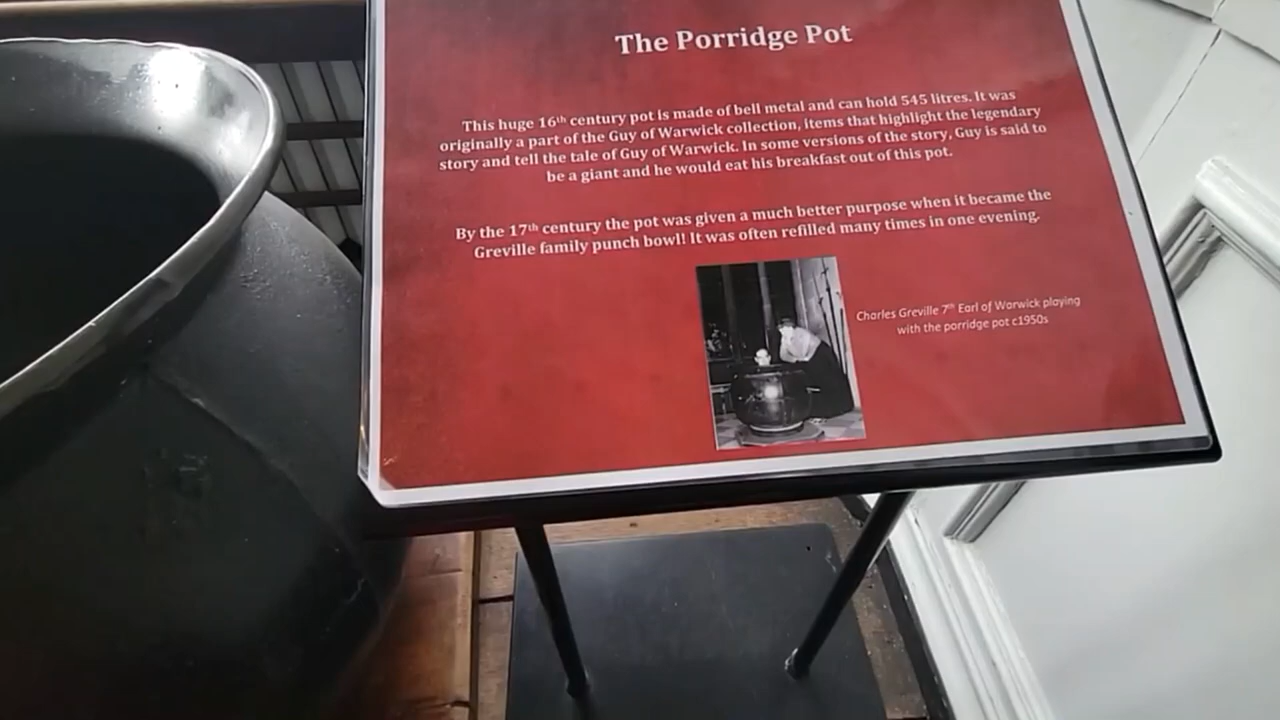 The Porridge Pot
This huge 16th century pot is made of bell metal and can hold 545 litres. It was
originally a part of the Guy of Warwick collection, items that highlight the legendary
story and tell the tale of Guy of Warwick. In some versions of the story, Guy is said to
be a giant and he would eat his breakfast out of this pot.
By the 17th century the pot was given a much better purpose when it became the
Greville family punch bowl! It was often refilled many times in one evening.
Charles Greville 7th Earl of Warwick playing
with the porridge pot c1950s